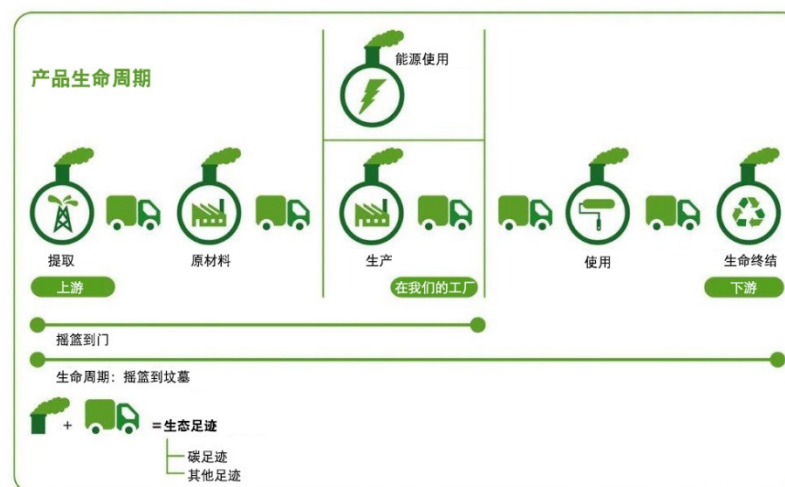 产品生命周期
能源使用
提取
原材料
生产
使用
生命终结
上游
在我们的工厂
下游
摇篮到门
生命周期：摇篮到坟墓
+ =生态足迹
碳足迹
其他足迹